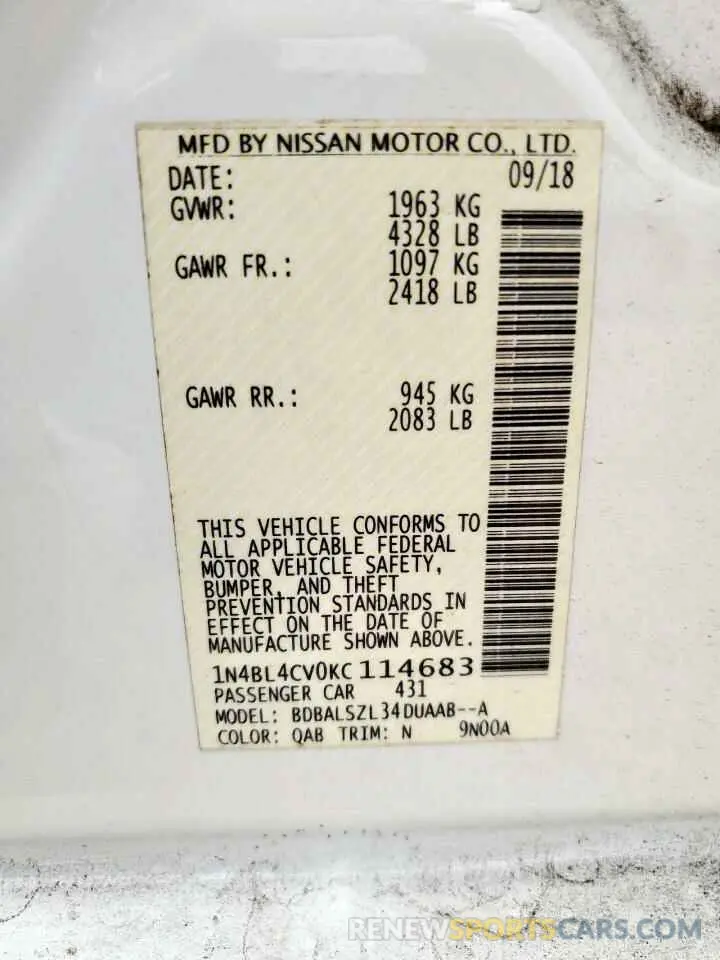 MFD BY NISSAN MOTOR CO., LTD.
DATE: 09/18
GVWR: 1963 KG
4328 LB
GAWR FR.: 1097 KG
2418 LB
GAWR RR.: 945 KG
2083 LB
THIS VEHICLE CONFORMS TO
ALL APPLICABLE FEDERAL
MOTOR VEHICLE SAFETY,
BUMPER, AND THEFT
PREVENTION STANDARDS IN
EFFECT ON THE DATE OF
MANUFACTURE SHOWN ABOVE.
1N4BL4CV0KC114683
PASSENGER CAR 431
MODEL: BDBALSZL34DUAAB--A
COLOR: QAB TRIM: N 9N00A
RENEWSPORTSCARS.COM